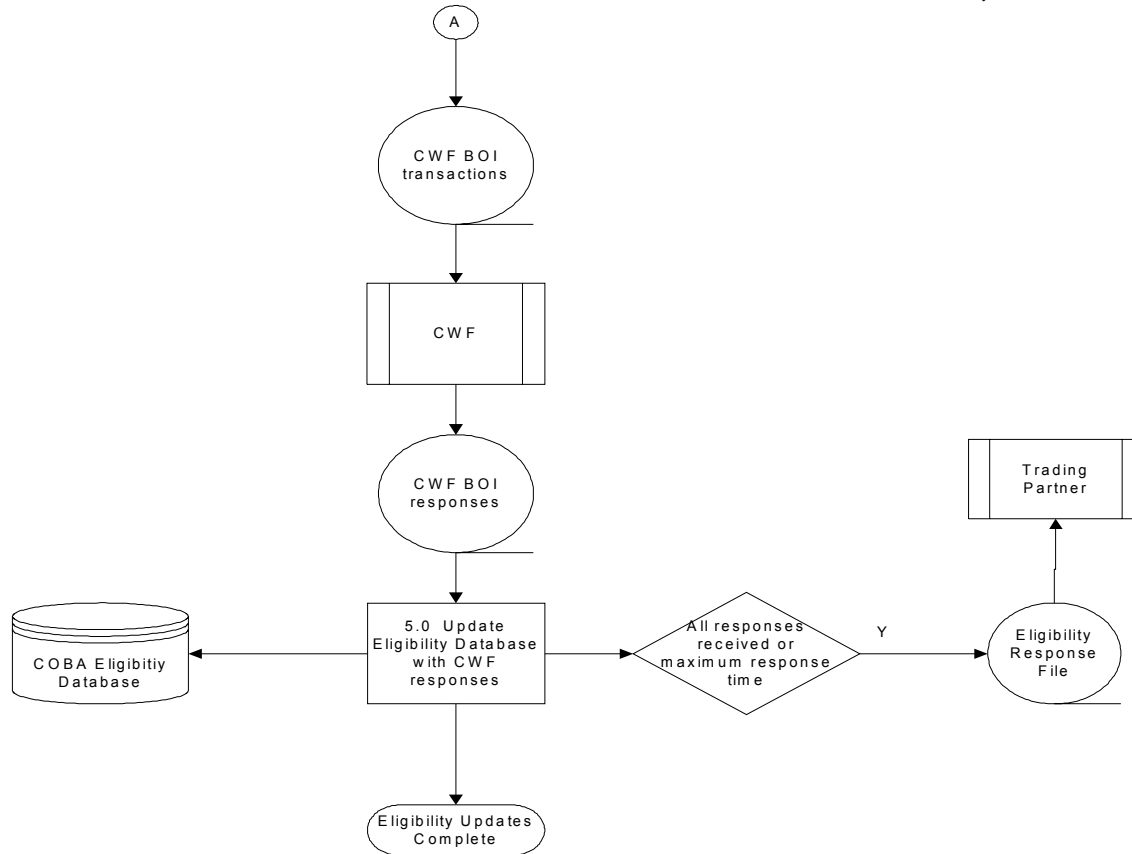 A
CWF BOI
transactions
CWF
CWF BOI
responses
Trading
Partner
5.0 Update
Eligibility Database
with CWF
responses
COBA Eligibitiy
Database
All responses
received or
maximum response
time
Y
Eligibility
Response
File
Eligibility Updates
Complete